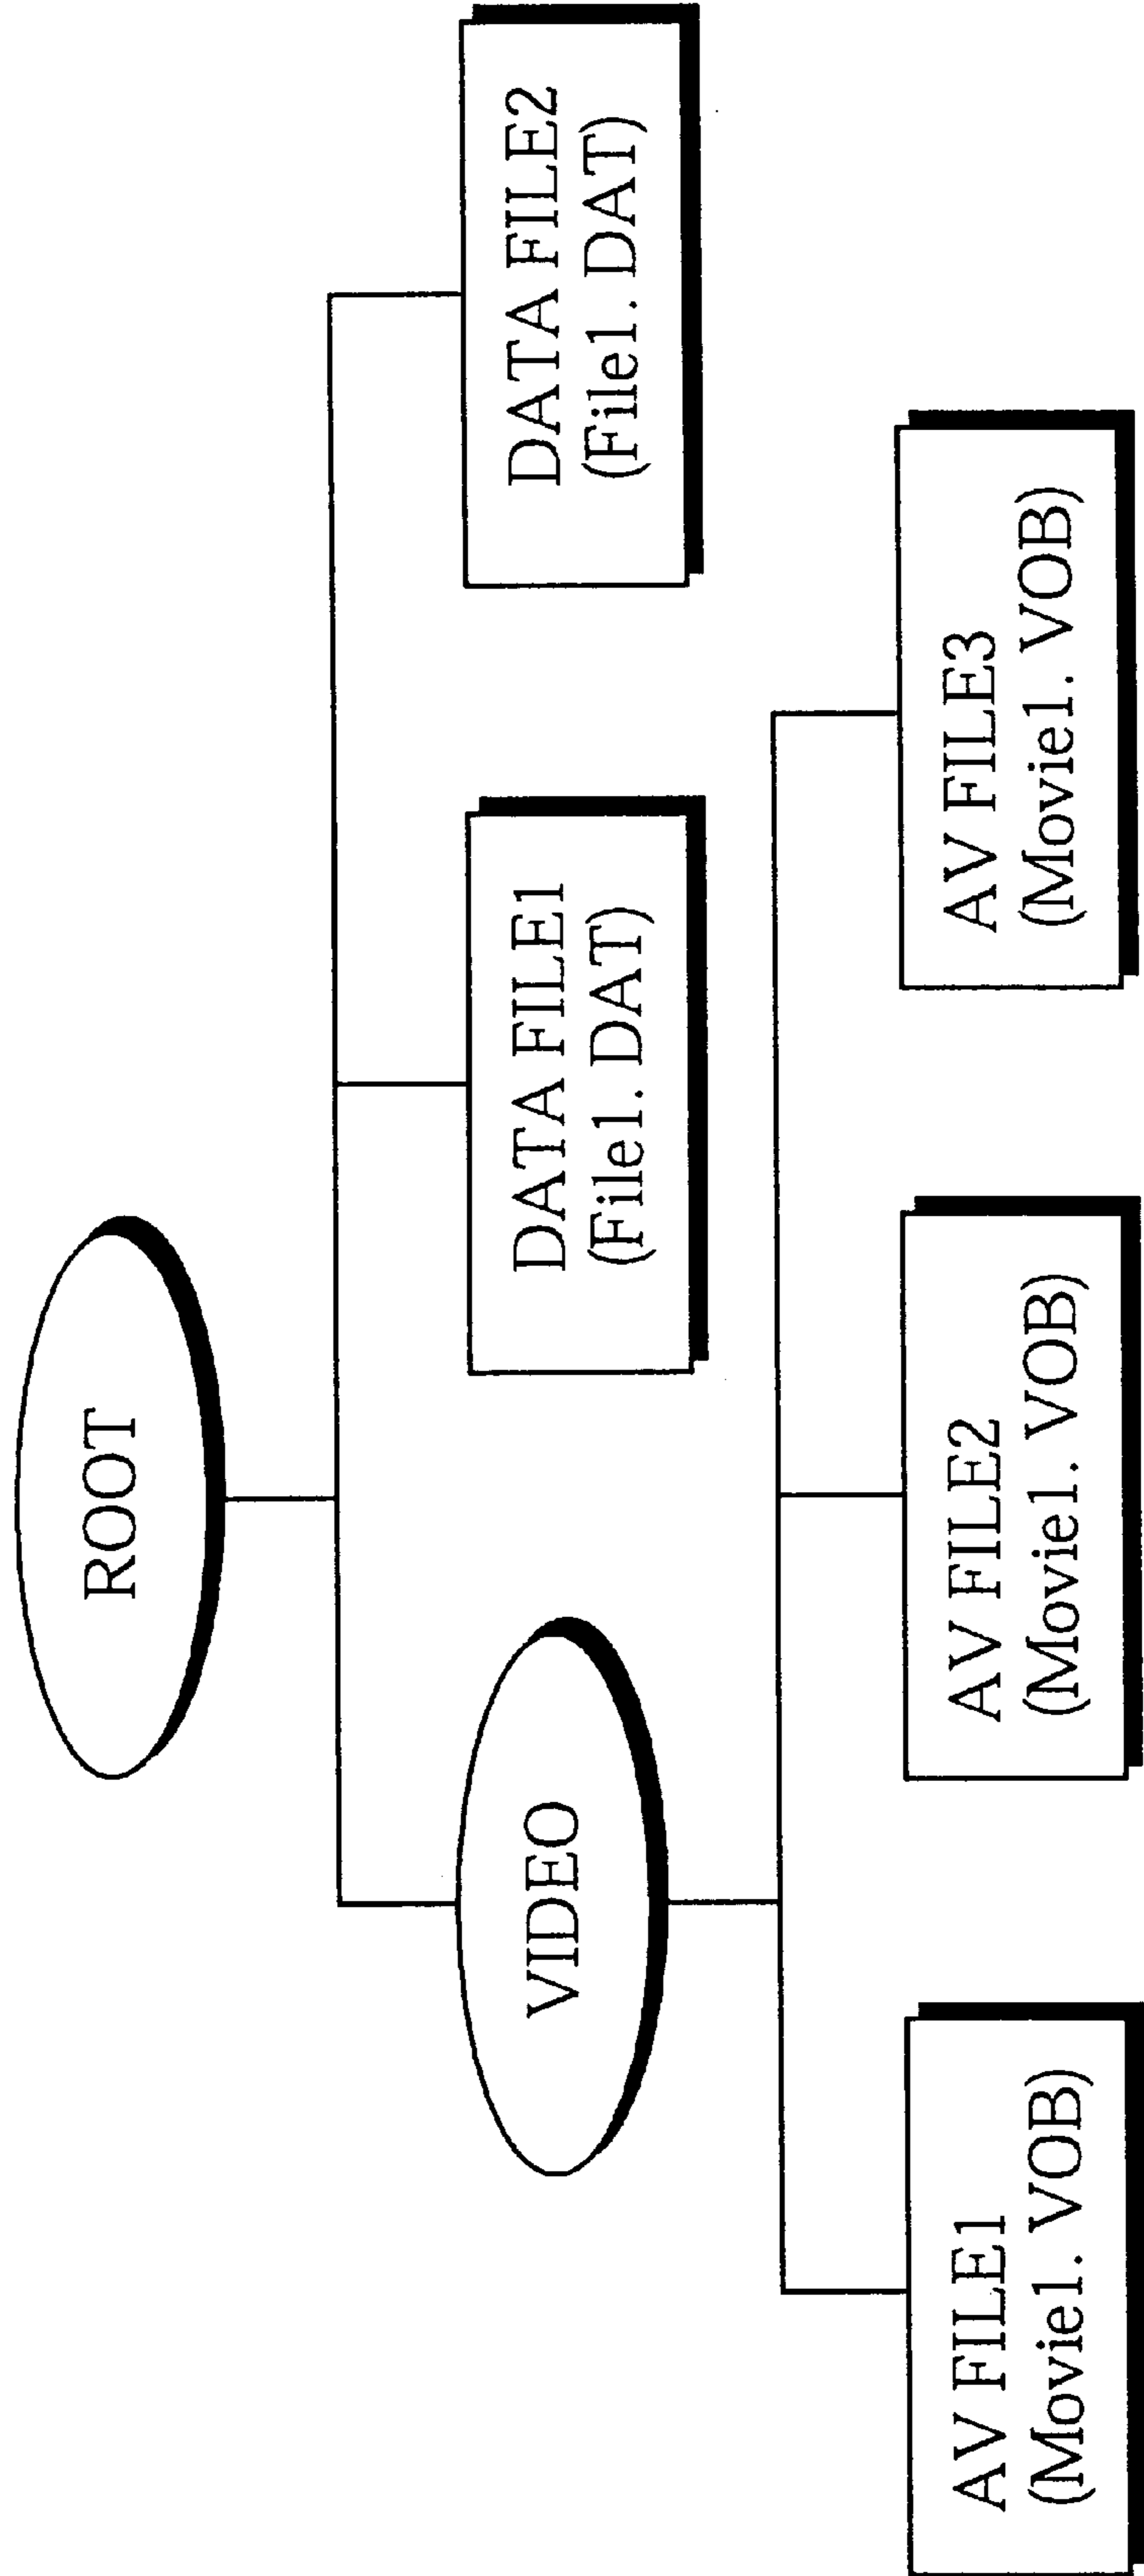 ROOT
VIDEO
DATA FILE1
(File1. DAT)
DATA FILE2
(File1. DAT)
AV FILE1
(Movie1. VOB)
AV FILE2
(Movie1. VOB)
AV FILE3
(Movie1. VOB)